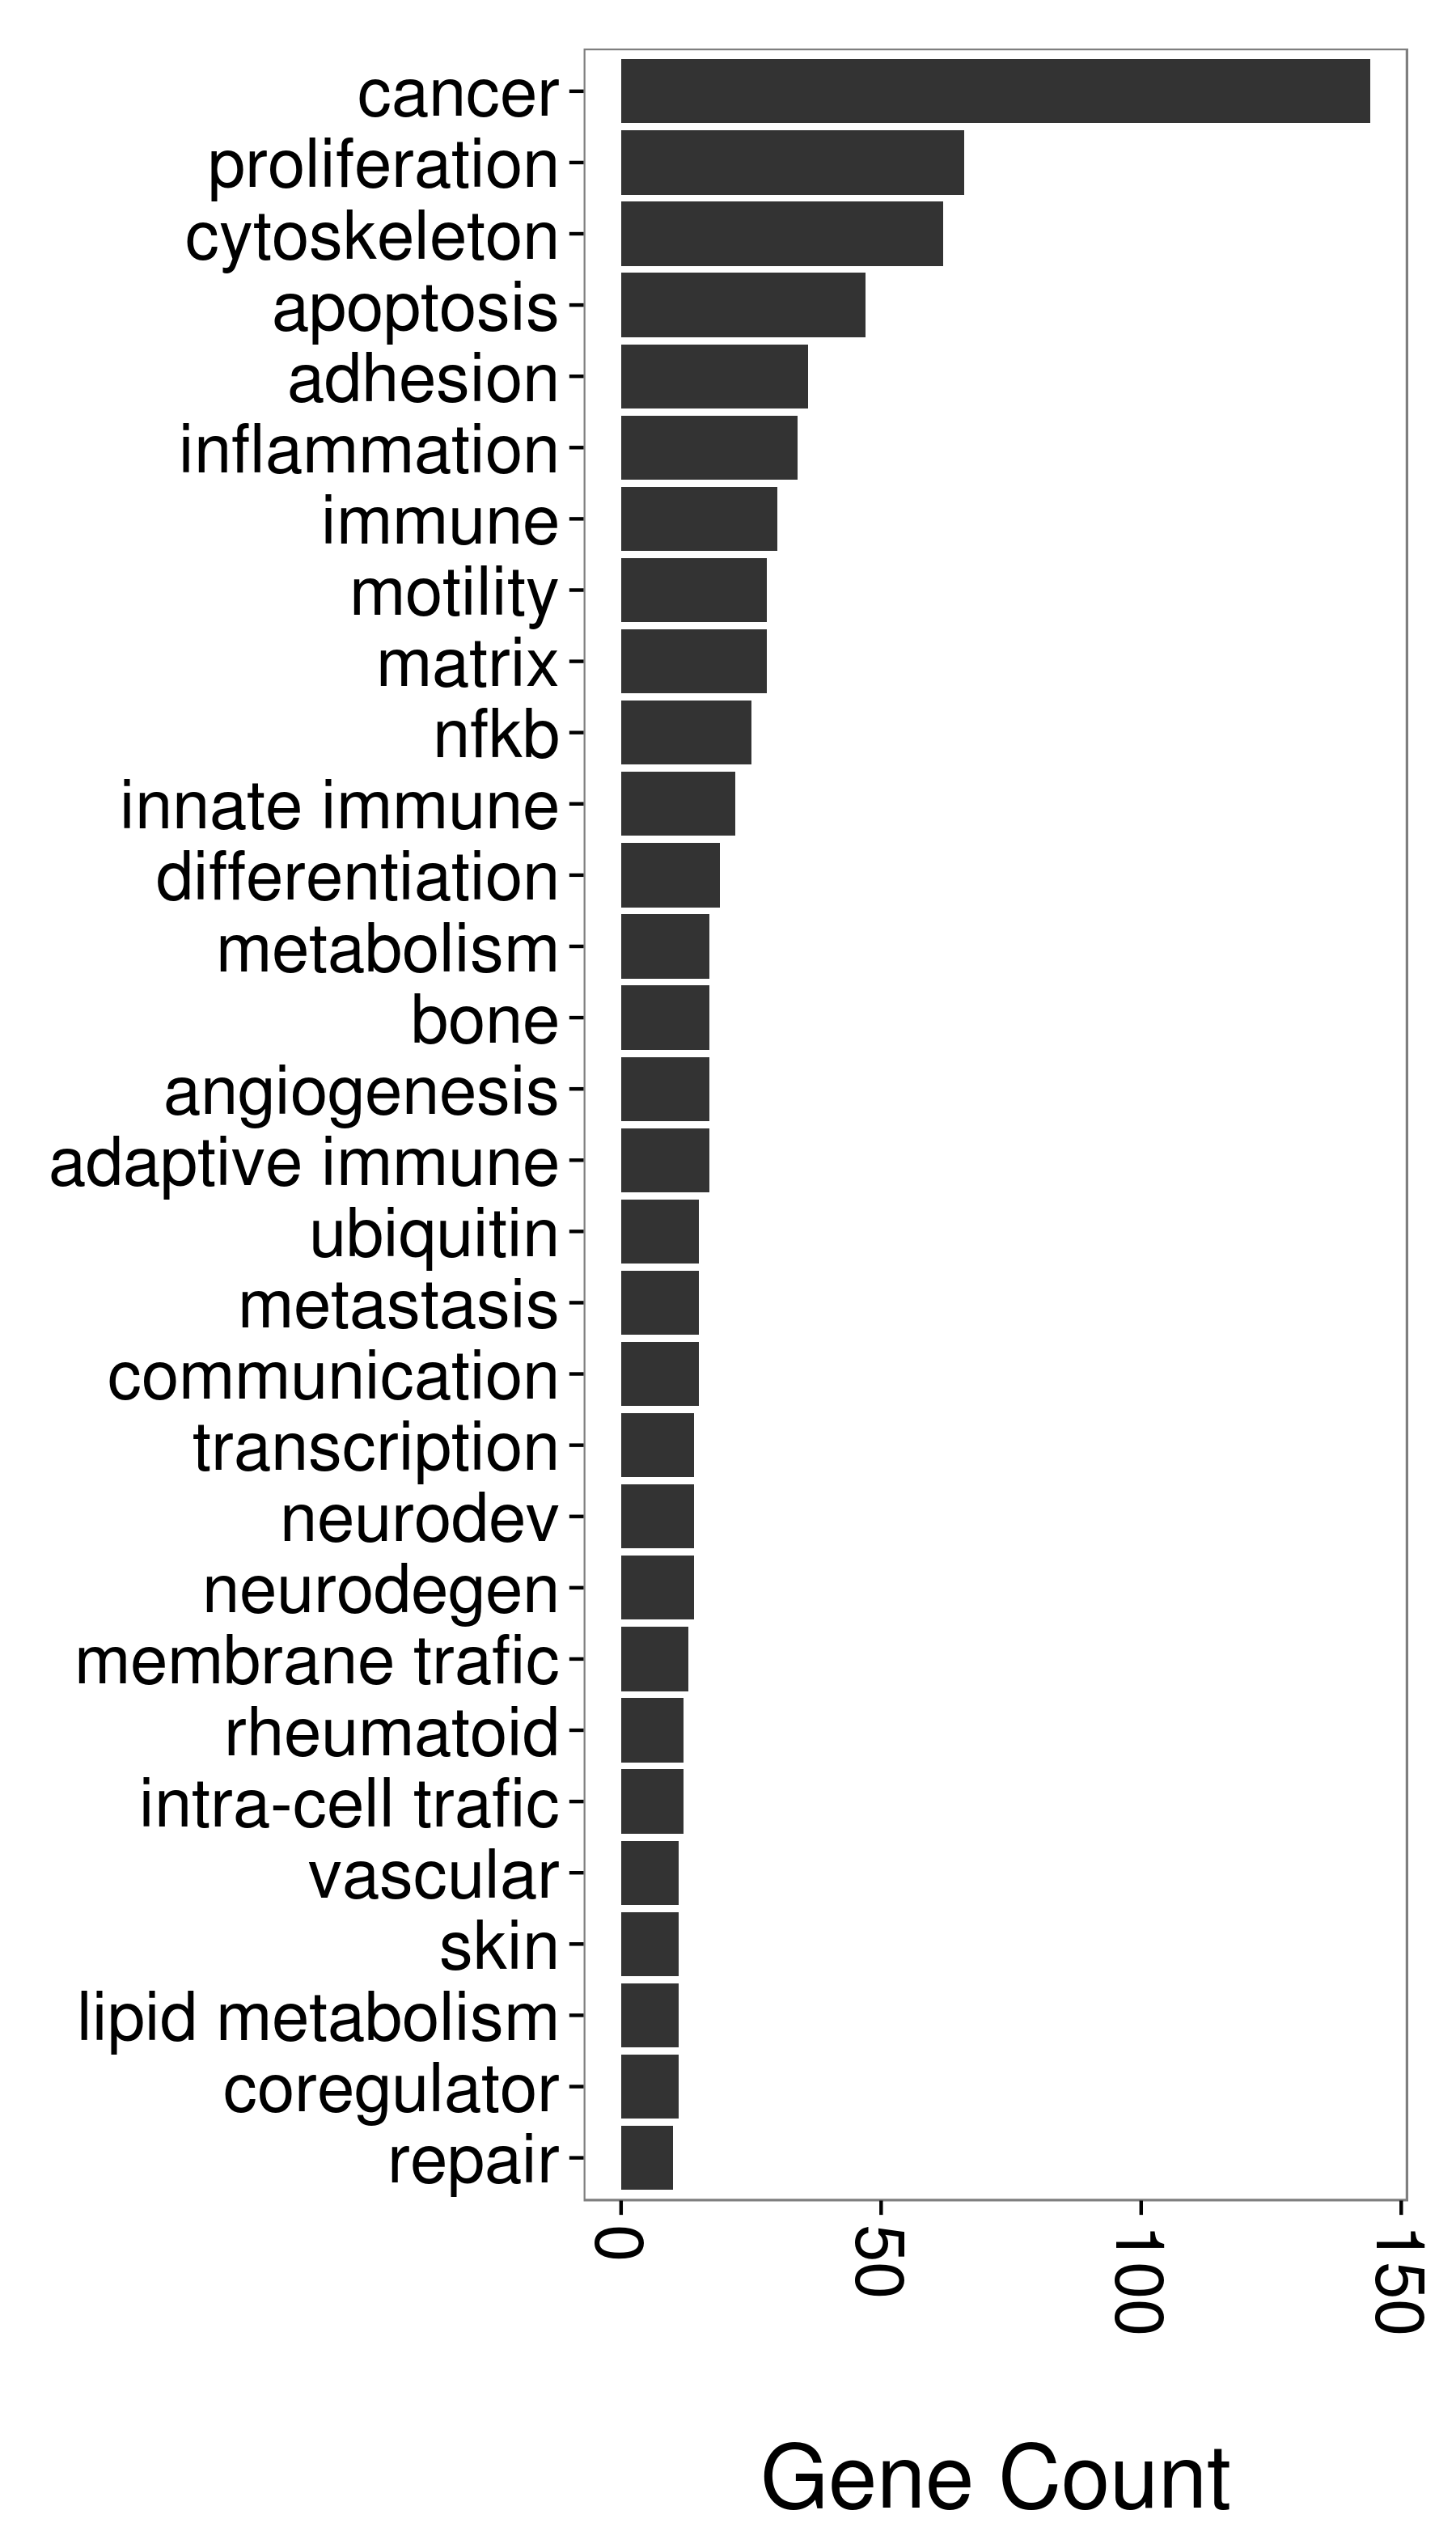 cancer
proliferation
cytoskeleton
apoptosis
adhesion
inflammation
immune
motility
matrix
nfkb
innate immune
differentiation
metabolism
bone
angiogenesis
adaptive immune
ubiquitin
metastasis
communication
transcription
neurodev
neurodegen
membrane trafic
rheumatoid
intra-cell trafic
vascular
skin
lipid metabolism
coregulator
repair
0
50
100
150
Gene Count